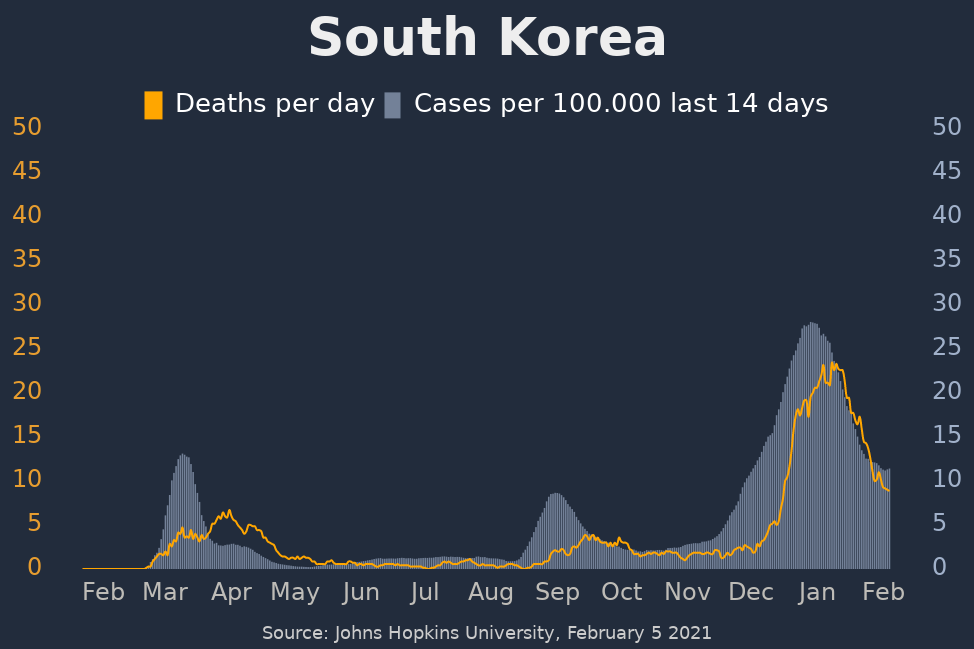 South Korea
Deaths per day Cases per 100.000 last 14 days
50 50
45 45
40 40
35 35
30 30
25 25
20 20
15 15
10 10
5 5
0 0
Feb Mar Apr May Jun Jul Aug Sep Oct Nov Dec Jan Feb
Source: Johns Hopkins University, February 5 2021